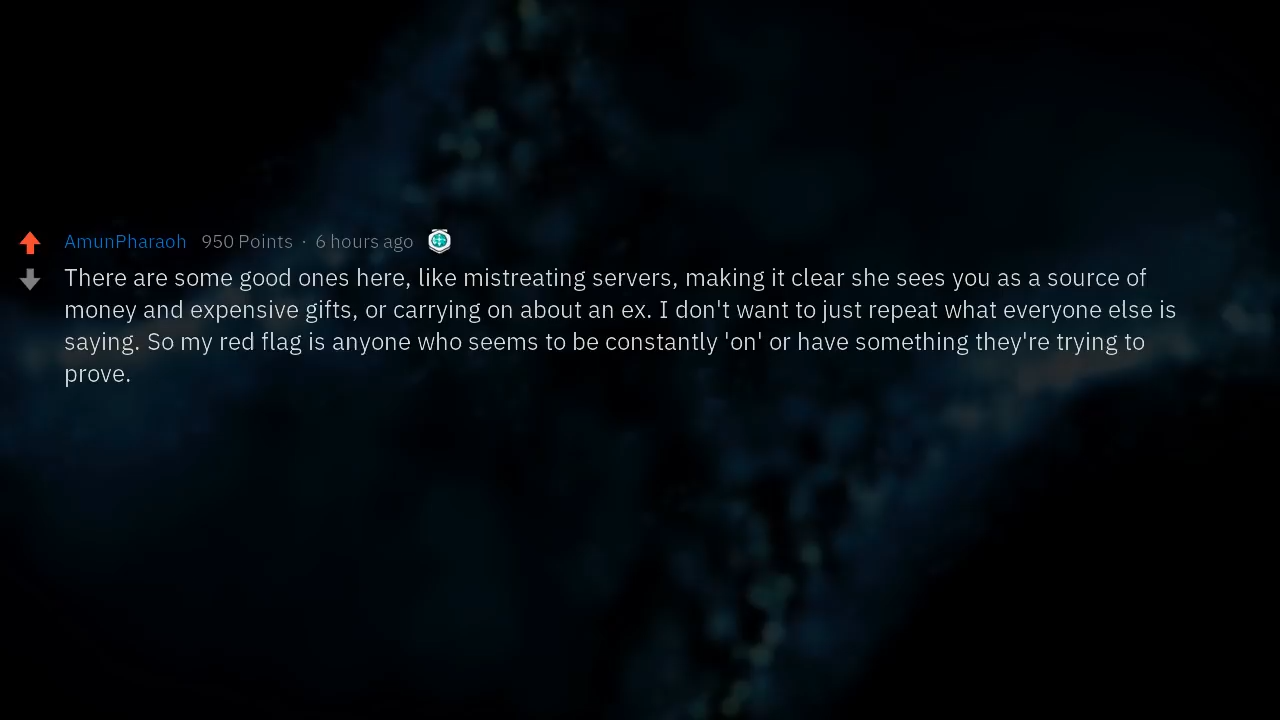 AmunPharaoh 950 Points · 6 hours ago
There are some good ones here, like mistreating servers, making it clear she sees you as a source of
money and expensive gifts, or carrying on about an ex. I don't want to just repeat what everyone else is
saying. So my red flag is anyone who seems to be constantly 'on' or have something they're trying to
prove.